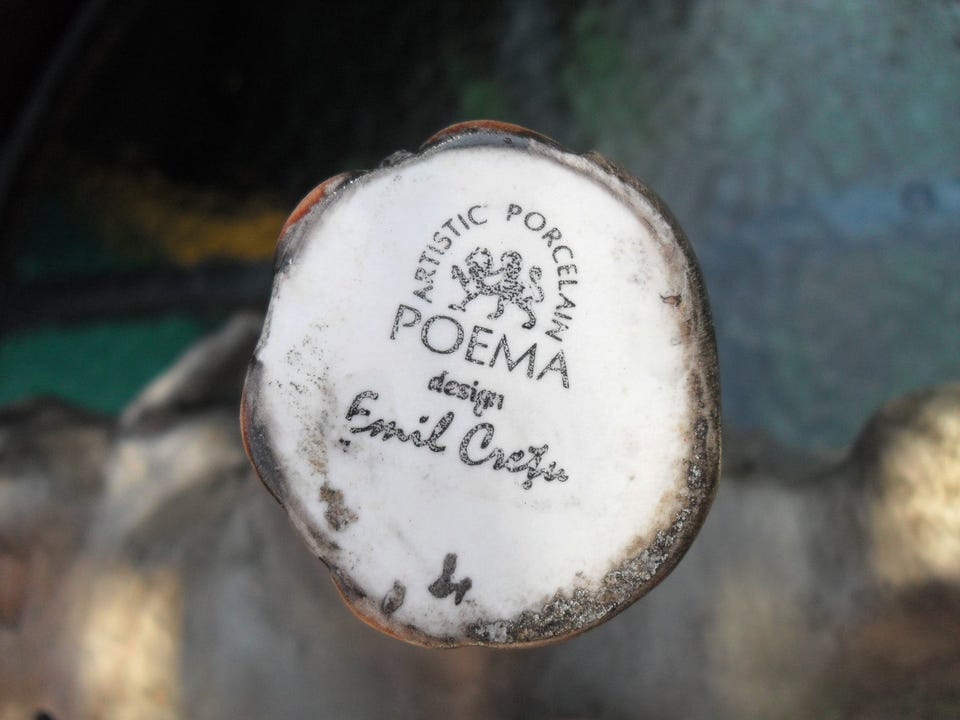 ARTISTIC PORCELAIN
POEMA
design
Emil Crețu